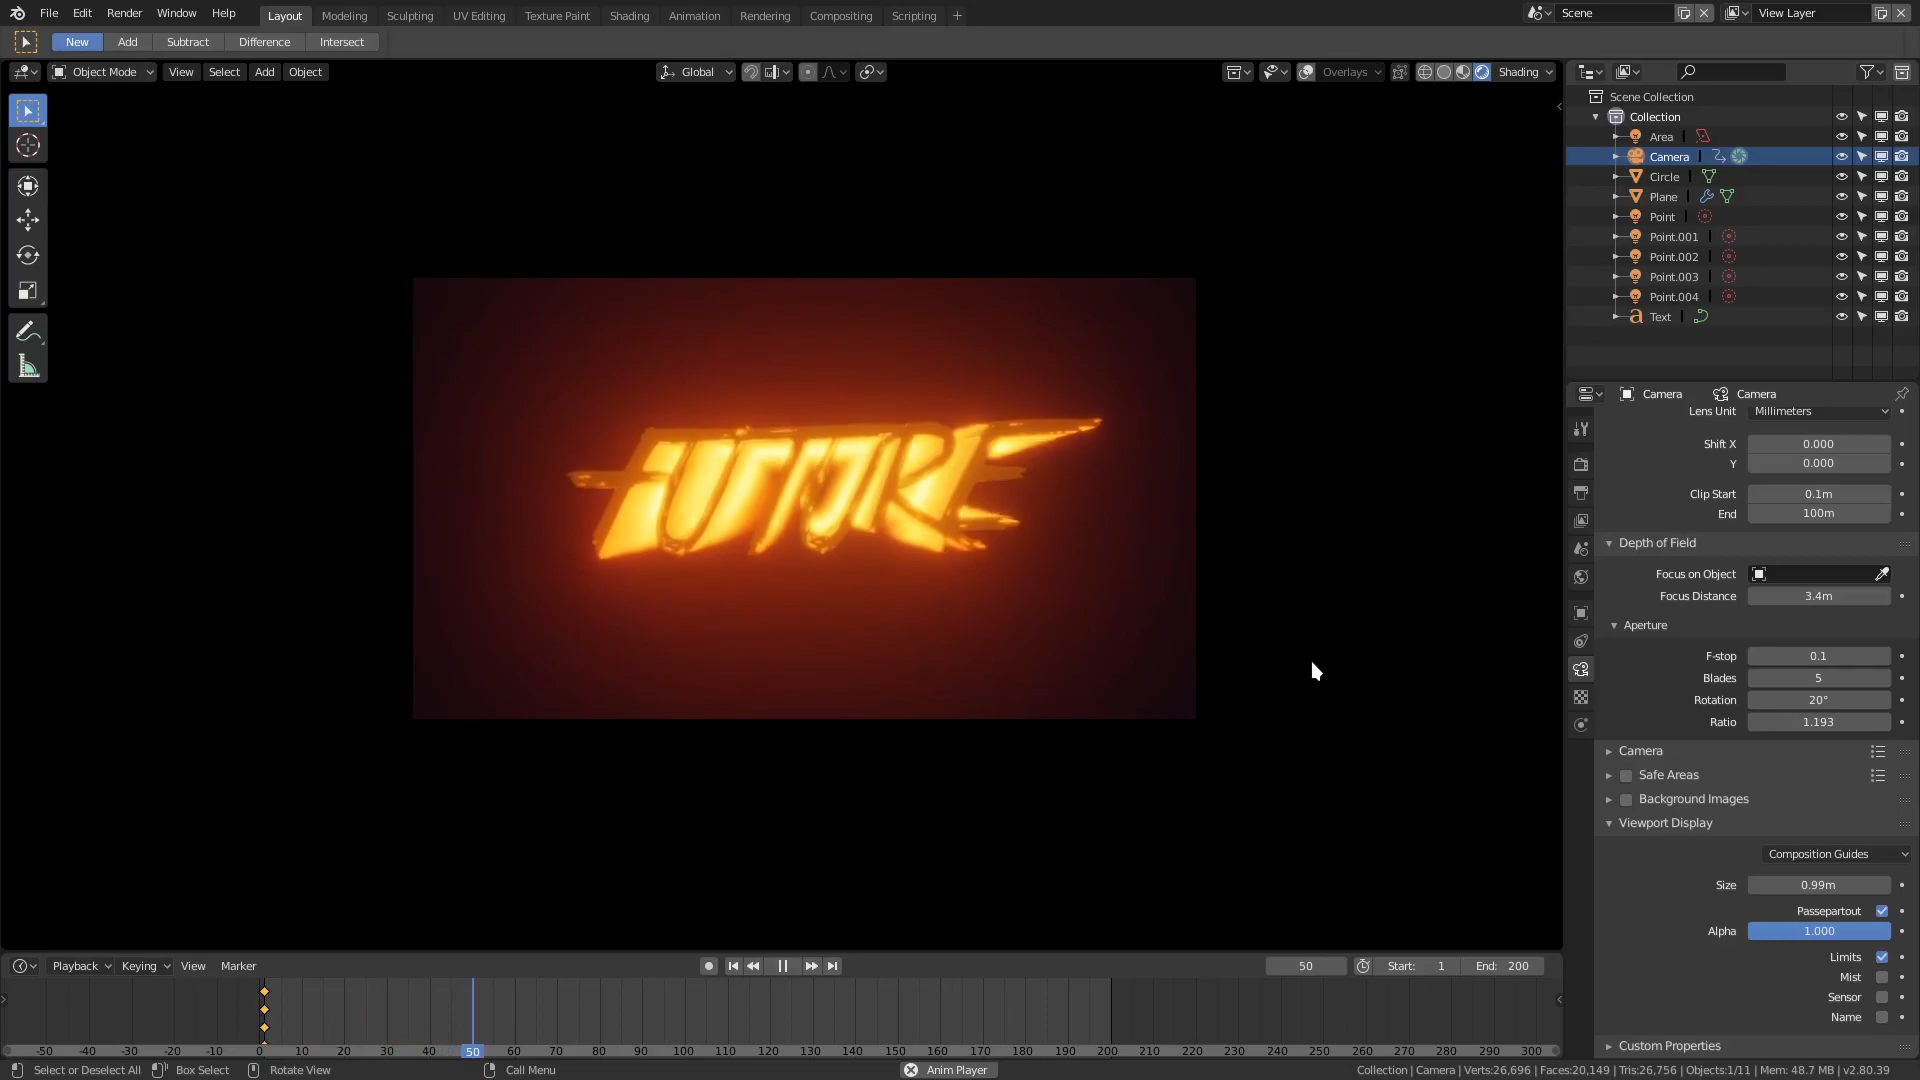 File Edit Render Window Help Layout Modeling Sculpting UV Editing Texture Paint Shading Animation Rendering Compositing Scripting + Scene View Layer
New Add Subtract Difference Intersect
Object Mode View Select Add Object Global Overlays Shading
Scene Collection
Collection
Area
Camera
Circle
Plane
Point
Point.001
Point.002
Point.003
Point.004
Text
Camera Camera
Lens Unit Millimeters
Shift X 0.000
Y 0.000
Clip Start 0.1m
End 100m
Depth of Field
Focus on Object
Focus Distance 3.4m
Aperture
F-stop 0.1
Blades 5
Rotation 20°
Ratio 1.193
Camera
Safe Areas
Background Images
Viewport Display
Composition Guides
Size 0.99m
Passepartout
Alpha 1.000
Limits
Mist
Sensor
Name
Custom Properties
FUTURE
Playback Keying View Marker 50 Start: 1 End: 200
-50 -40 -30 -20 -10 0 10 20 30 40 50 60 70 80 90 100 110 120 130 140 150 160 170 180 190 200 210 220 230 240 250 260 270 280 290 300
Select or Deselect All Box Select Rotate View Call Menu Anim Player Collection | Camera | Verts:26,696 | Faces:20,149 | Tris:26,756 | Objects:1/11 | Mem: 48.7 MB | v2.80.39